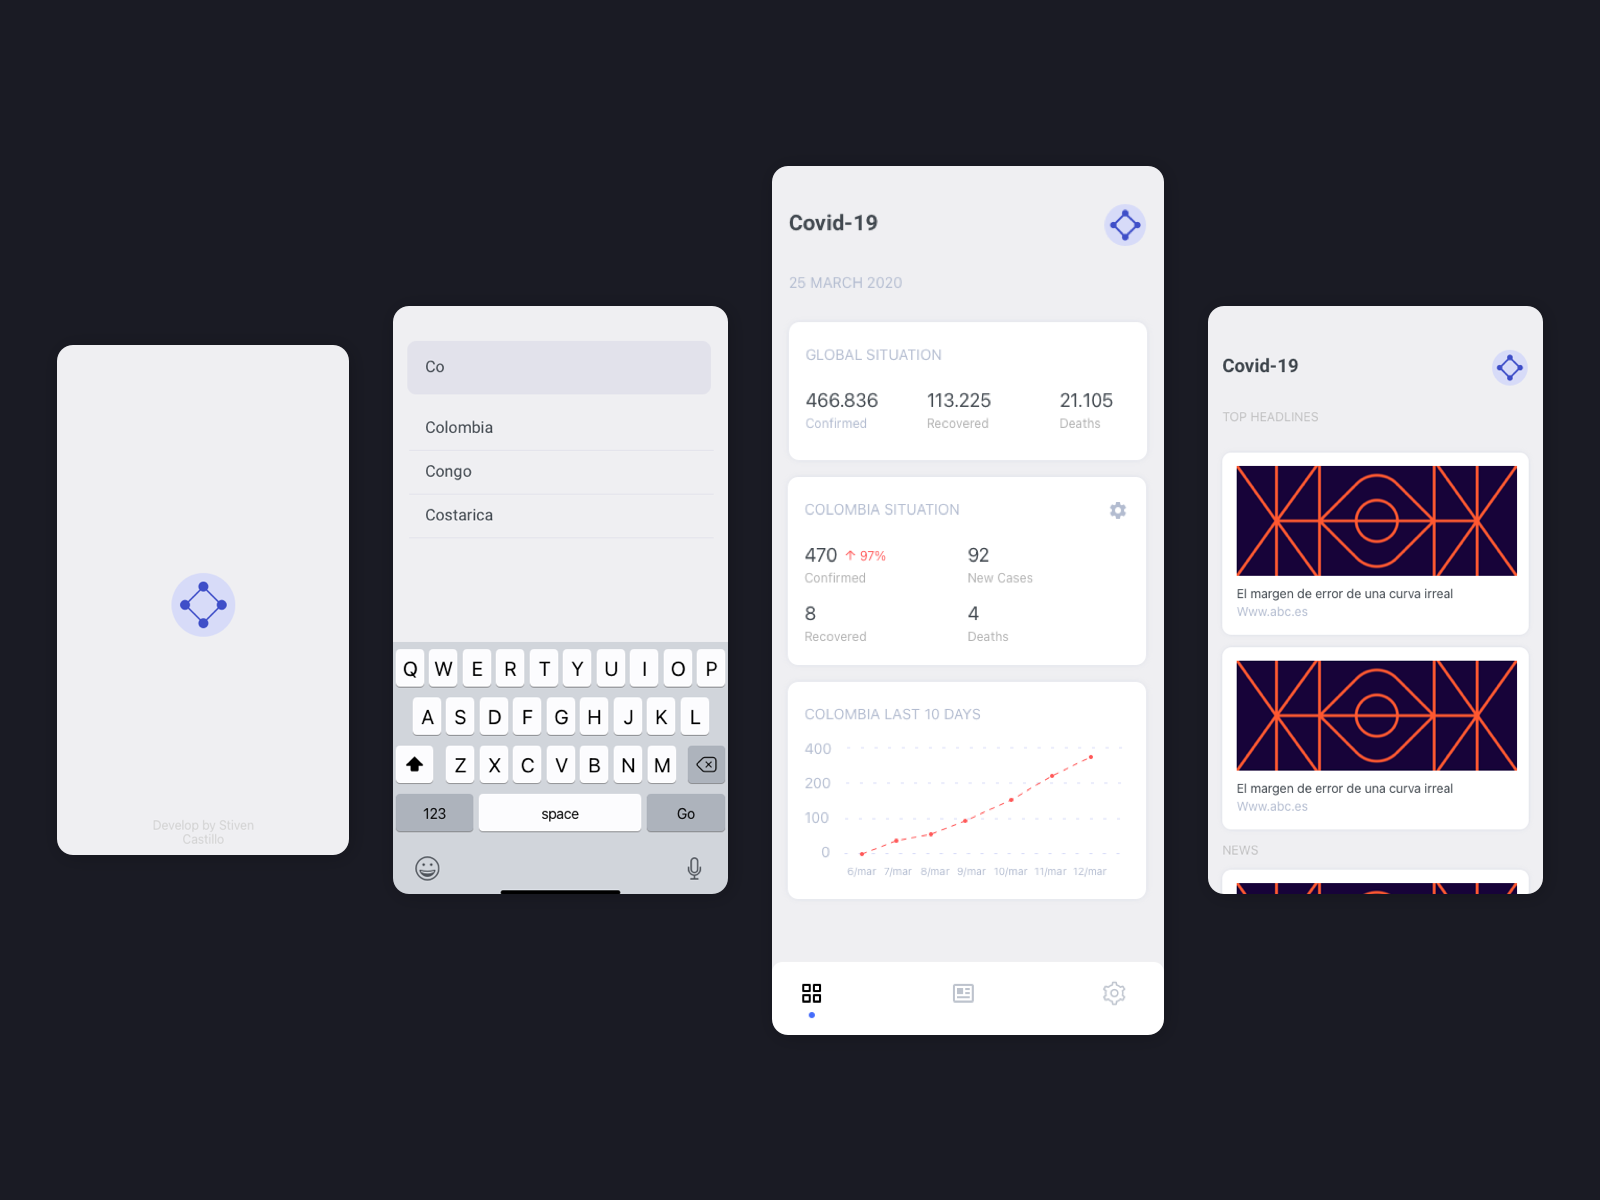 Develop by Stiven
Castillo
Co
Colombia
Congo
Costarica
Q W E R T Y U I O P
A S D F G H J K L
Z X C V B N M
123 space Go
Covid-19
25 MARCH 2020
GLOBAL SITUATION
466.836 113.225 21.105
Confirmed Recovered Deaths
COLOMBIA SITUATION
470 ↑ 97% 92
Confirmed New Cases
8 4
Recovered Deaths
COLOMBIA LAST 10 DAYS
400
200
100
0
6/mar 7/mar 8/mar 9/mar 10/mar 11/mar 12/mar
Covid-19
TOP HEADLINES
El margen de error de una curva irreal
Www.abc.es
El margen de error de una curva irreal
Www.abc.es
NEWS